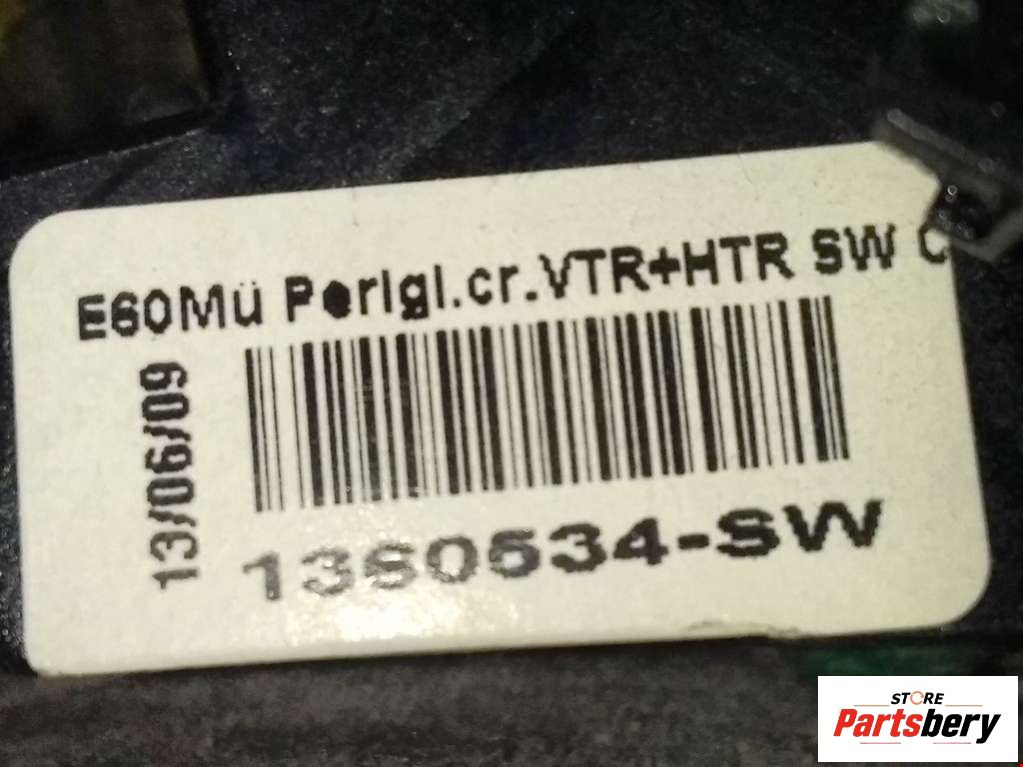 E60Mü Perlgl.cr.VTR+HTR SW C
13/06/09
1360534-SW
STORE
Partsbery